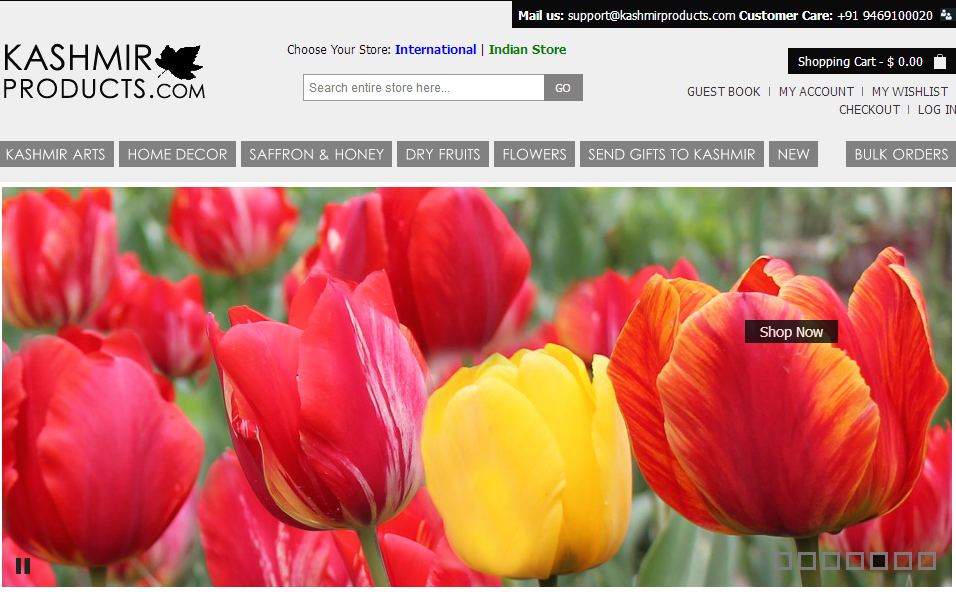 Mail us: support@kashmirproducts.com Customer Care: +91 9469100020
KASHMIR
PRODUCTS.COM
Choose Your Store: International | Indian Store
Search entire store here...
GO
Shopping Cart - $ 0.00
GUEST BOOK | MY ACCOUNT | MY WISHLIST
CHECKOUT | LOG IN
KASHMIR ARTS
HOME DECOR
SAFFRON & HONEY
DRY FRUITS
FLOWERS
SEND GIFTS TO KASHMIR
NEW
BULK ORDERS
Shop Now